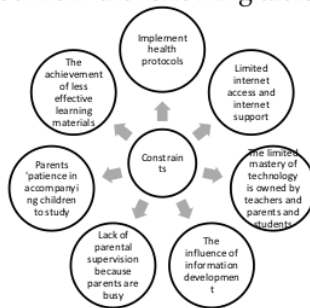 Implement
health
protocols
Limited
internet
access and
internet
support
The limited
mastery of
technology
is owned by
teachers and
parents and
students
The
influence of
information
developmen
t
Lack of
parental
supervision
because
parents are
busy
Parents
'patience in
accompanyi
ng children
to study
The
achievement
of less
effective
learning
materials
Constrai
nts